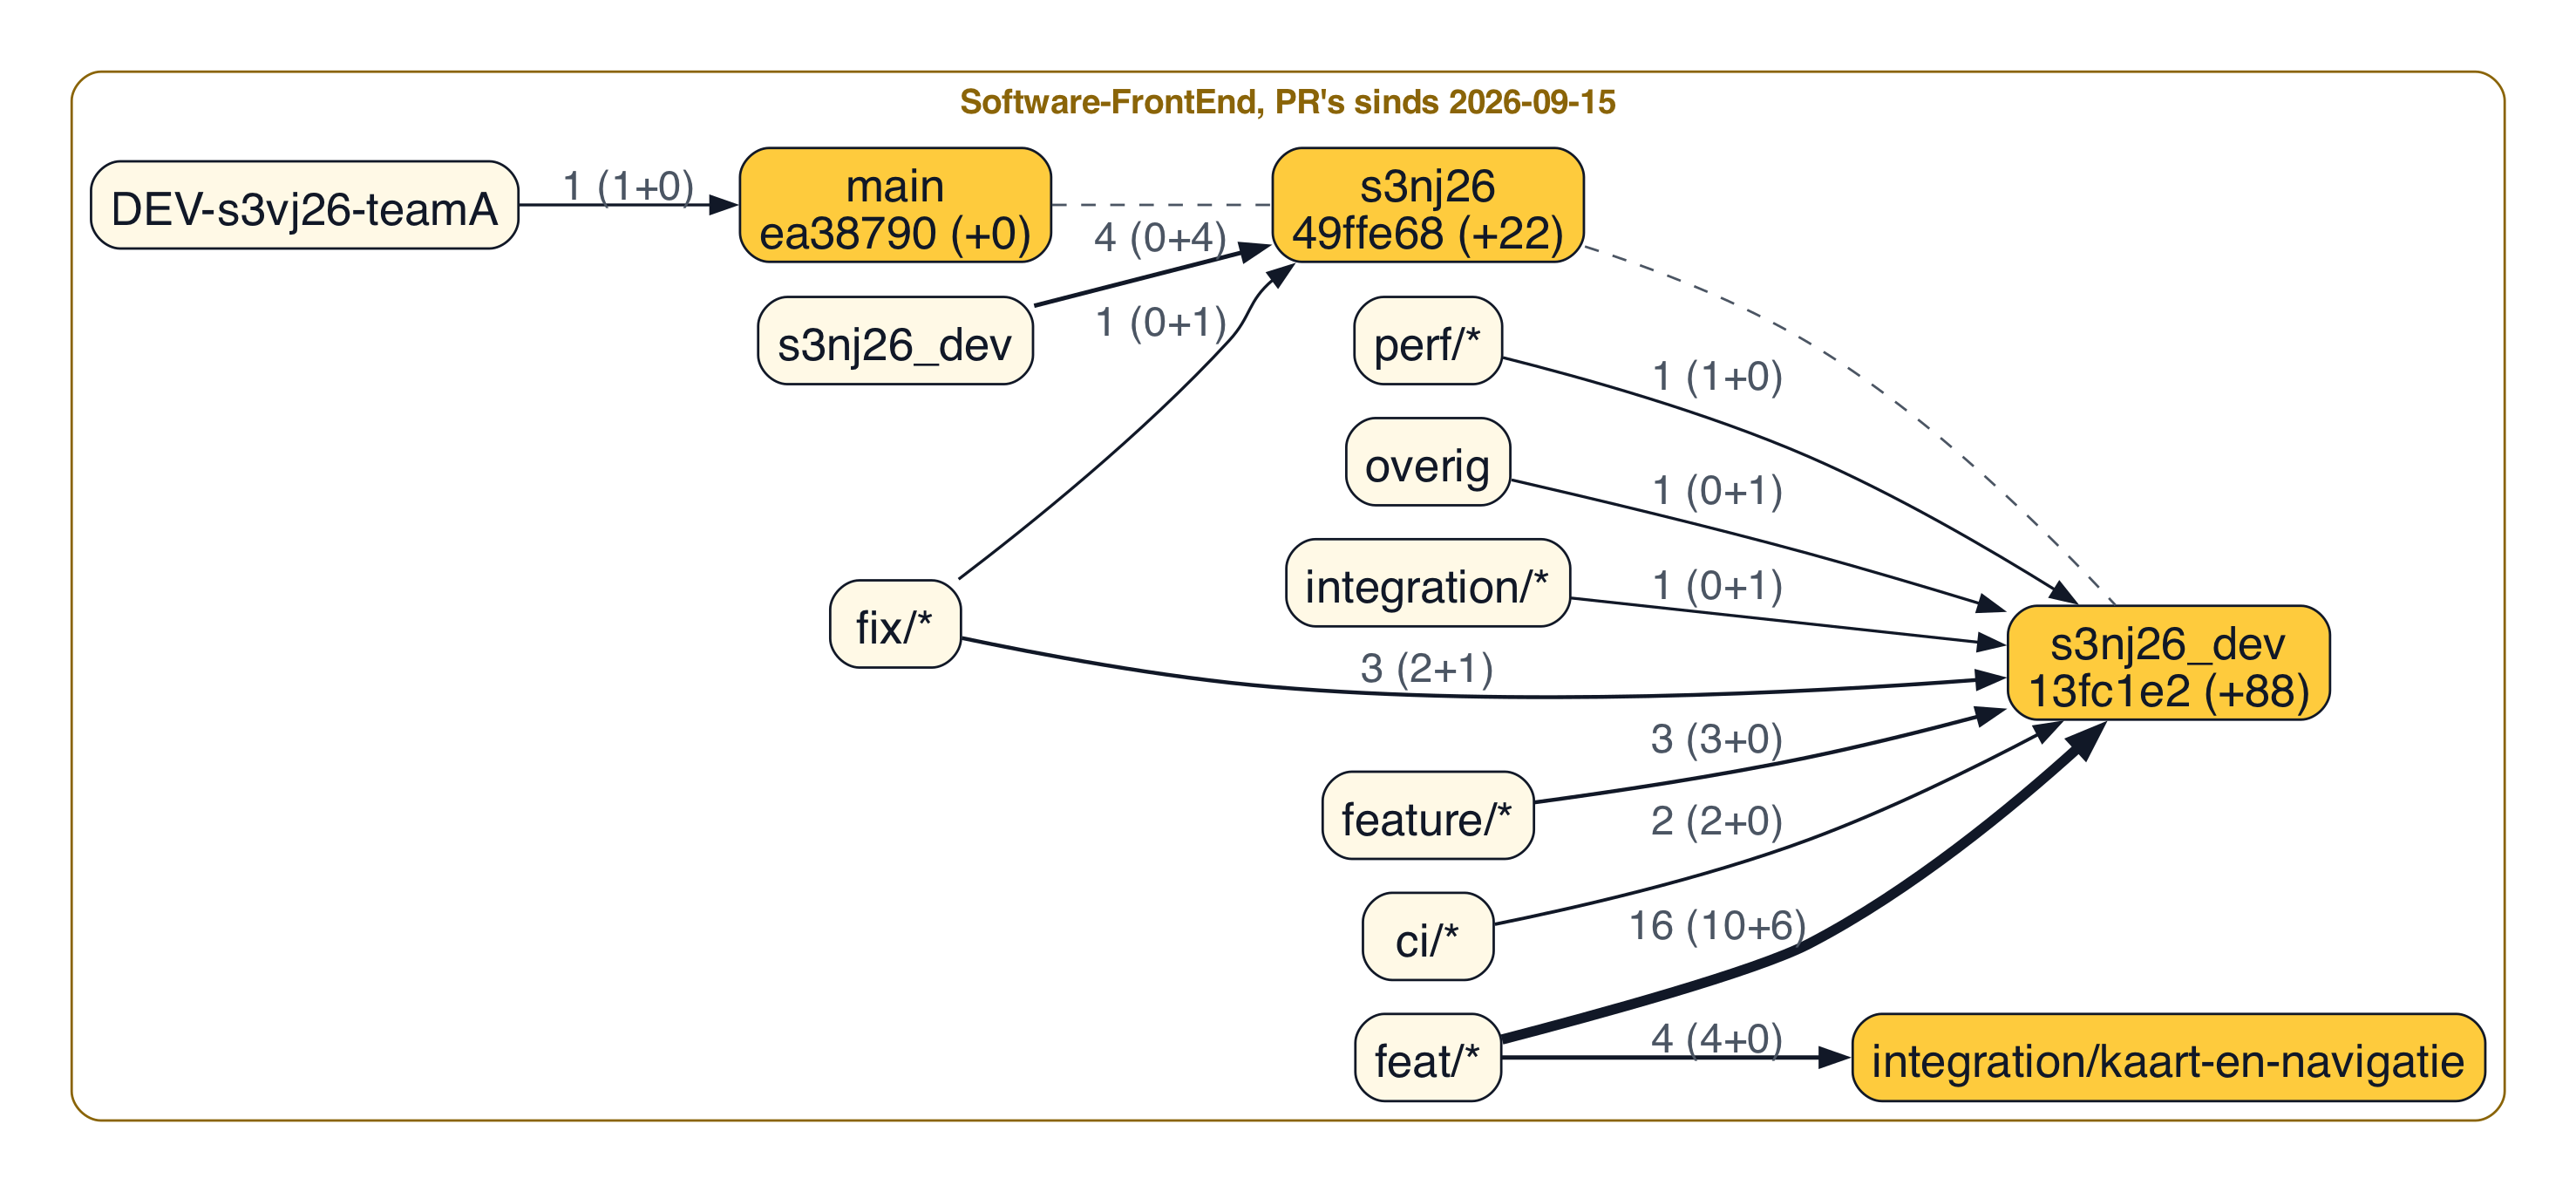 Software-FrontEnd, PR's sinds 2026-09-15
DEV-s3vj26-teamA
1 (1+0)
main
ea38790 (+0)
s3nj26
49ffe68 (+22)
4 (0+4)
s3nj26_dev
1 (0+1)
perf/*
1 (1+0)
overig
1 (0+1)
integration/*
1 (0+1)
fix/*
3 (2+1)
s3nj26_dev
13fc1e2 (+88)
feature/*
3 (3+0)
ci/*
2 (2+0)
16 (10+6)
feat/*
4 (4+0)
integration/kaart-en-navigatie